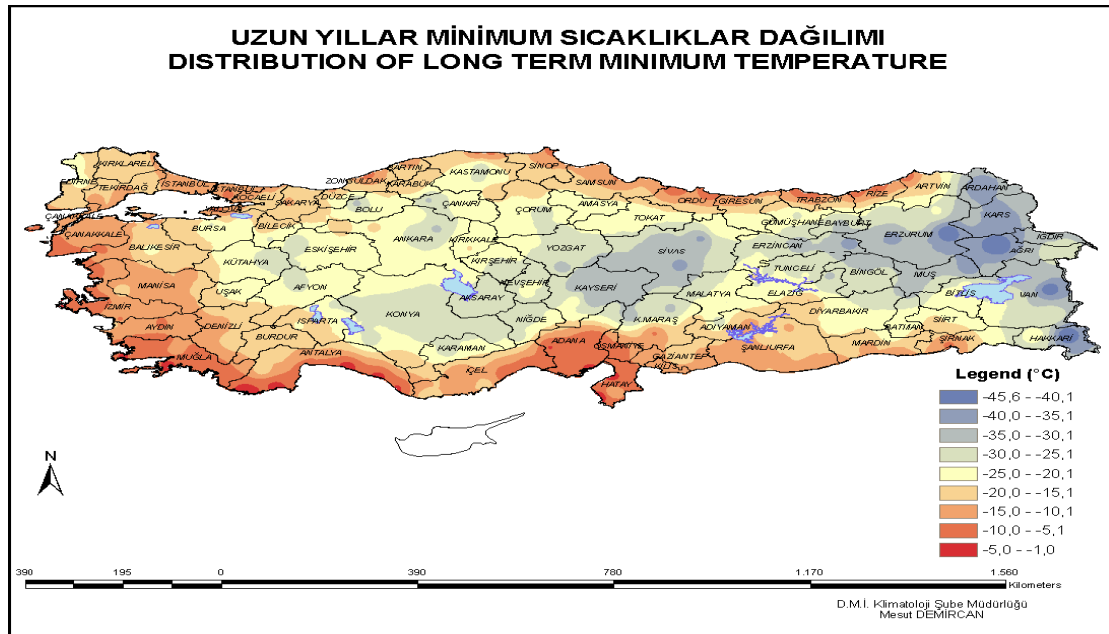 UZUN YILLAR MİNİMUM SICAKLIKLAR DAĞILIMI
DISTRIBUTION OF LONG TERM MINIMUM TEMPERATURE
KIRKLARELİ
EDİRNE
TEKİRDAĞ
İSTANBUL
İSTANBUL
KOCAELİ
SAKARYA
DÜZCE
ZONGULDAK
BARTIN
KARABÜK
KASTAMONU
SİNOP
SAMSUN
ORDU
GİRESUN
TRABZON
RİZE
ARTVİN
ARDAHAN
ÇANAKKALE
ÇANAKKALE
BALIKESİR
BURSA
BİLECİK
BOLU
ÇANKIRI
ÇORUM
AMASYA
TOKAT
GÜMÜŞHANE
BAYBURT
ERZURUM
KARS
IĞDIR
AĞRI
KÜTAHYA
ESKİŞEHİR
ANKARA
KIRIKKALE
KIRŞEHİR
YOZGAT
SİVAS
ERZİNCAN
TUNCELİ
BİNGÖL
MUŞ
BİTLİS
VAN
MANİSA
İZMİR
UŞAK
AFYON
KONYA
AKSARAY
NEVŞEHİR
KAYSERİ
MALATYA
ELAZIĞ
DİYARBAKIR
BATMAN
SİİRT
HAKKARİ
AYDIN
DENİZLİ
ISPARTA
BURDUR
MUĞLA
ANTALYA
KARAMAN
NİĞDE
İÇEL
ADANA
OSMANİYE
K.MARAŞ
GAZİANTEP
KİLİS
HATAY
ADIYAMAN
ŞANLIURFA
MARDİN
ŞIRNAK
N
Legend (°C)
-45,6 - -40,1
-40,0 - -35,1
-35,0 - -30,1
-30,0 - -25,1
-25,0 - -20,1
-20,0 - -15,1
-15,0 - -10,1
-10,0 - -5,1
-5,0 - -1,0
390 195 0 390 780 1.170 1.560
Kilometers
D.M.İ. Klimatoloji Şube Müdürlüğü
Mesut DEMİRCAN